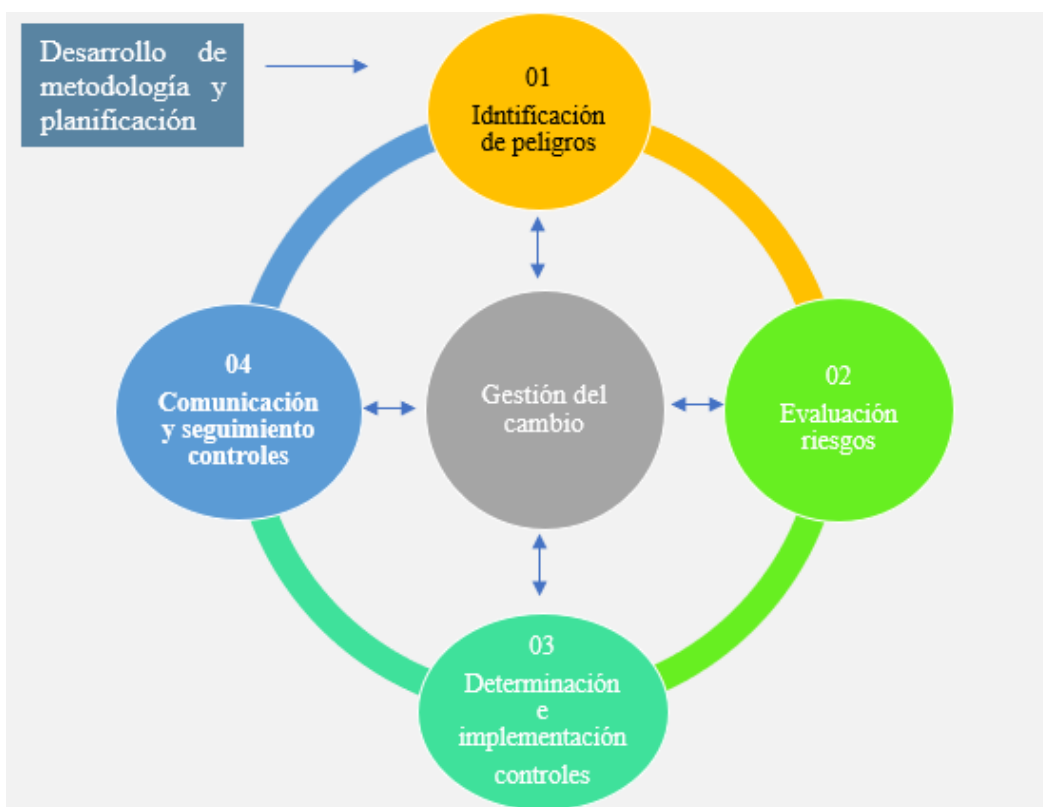 Desarrollo de
metodología y
planificación
01
Idntificación
de peligros
02
Evaluación
riesgos
03
Determinación
e
implementación
controles
04
Comunicación
y seguimiento
controles
Gestión del
cambio